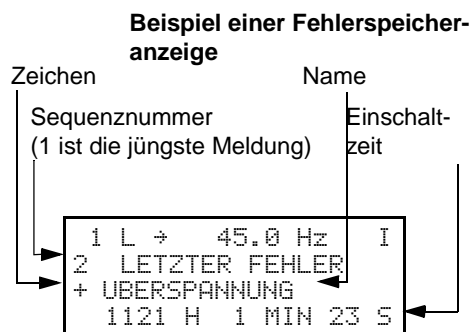 Beispiel einer Fehlerspeicher-
anzeige
Zeichen Name
Sequenznummer
(1 ist die jüngste Meldung)
Einschalt-
zeit
1 L → 45.0 Hz I
2 LETZTER FEHLER
+ UBERSPANNUNG
1121 H 1 MIN 23 S